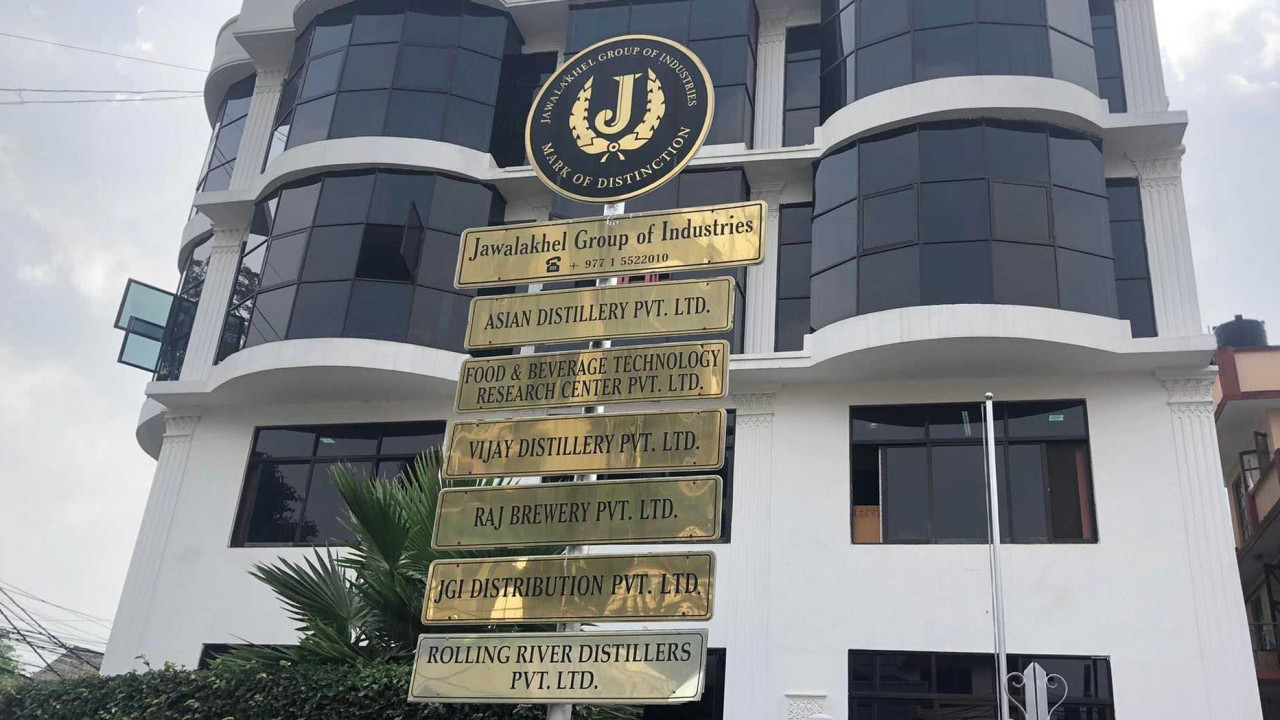 JAWALAKHEL GROUP OF INDUSTRIES
J
MARK OF DISTINCTION
Jawalakhel Group of Industries
☎ + 977 1 5522010
ASIAN DISTILLERY PVT. LTD.
FOOD & BEVERAGE TECHNOLOGY
RESEARCH CENTER PVT. LTD.
VIJAY DISTILLERY PVT. LTD.
RAJ BREWERY PVT. LTD.
JGI DISTRIBUTION PVT. LTD.
ROLLING RIVER DISTILLERS
PVT. LTD.